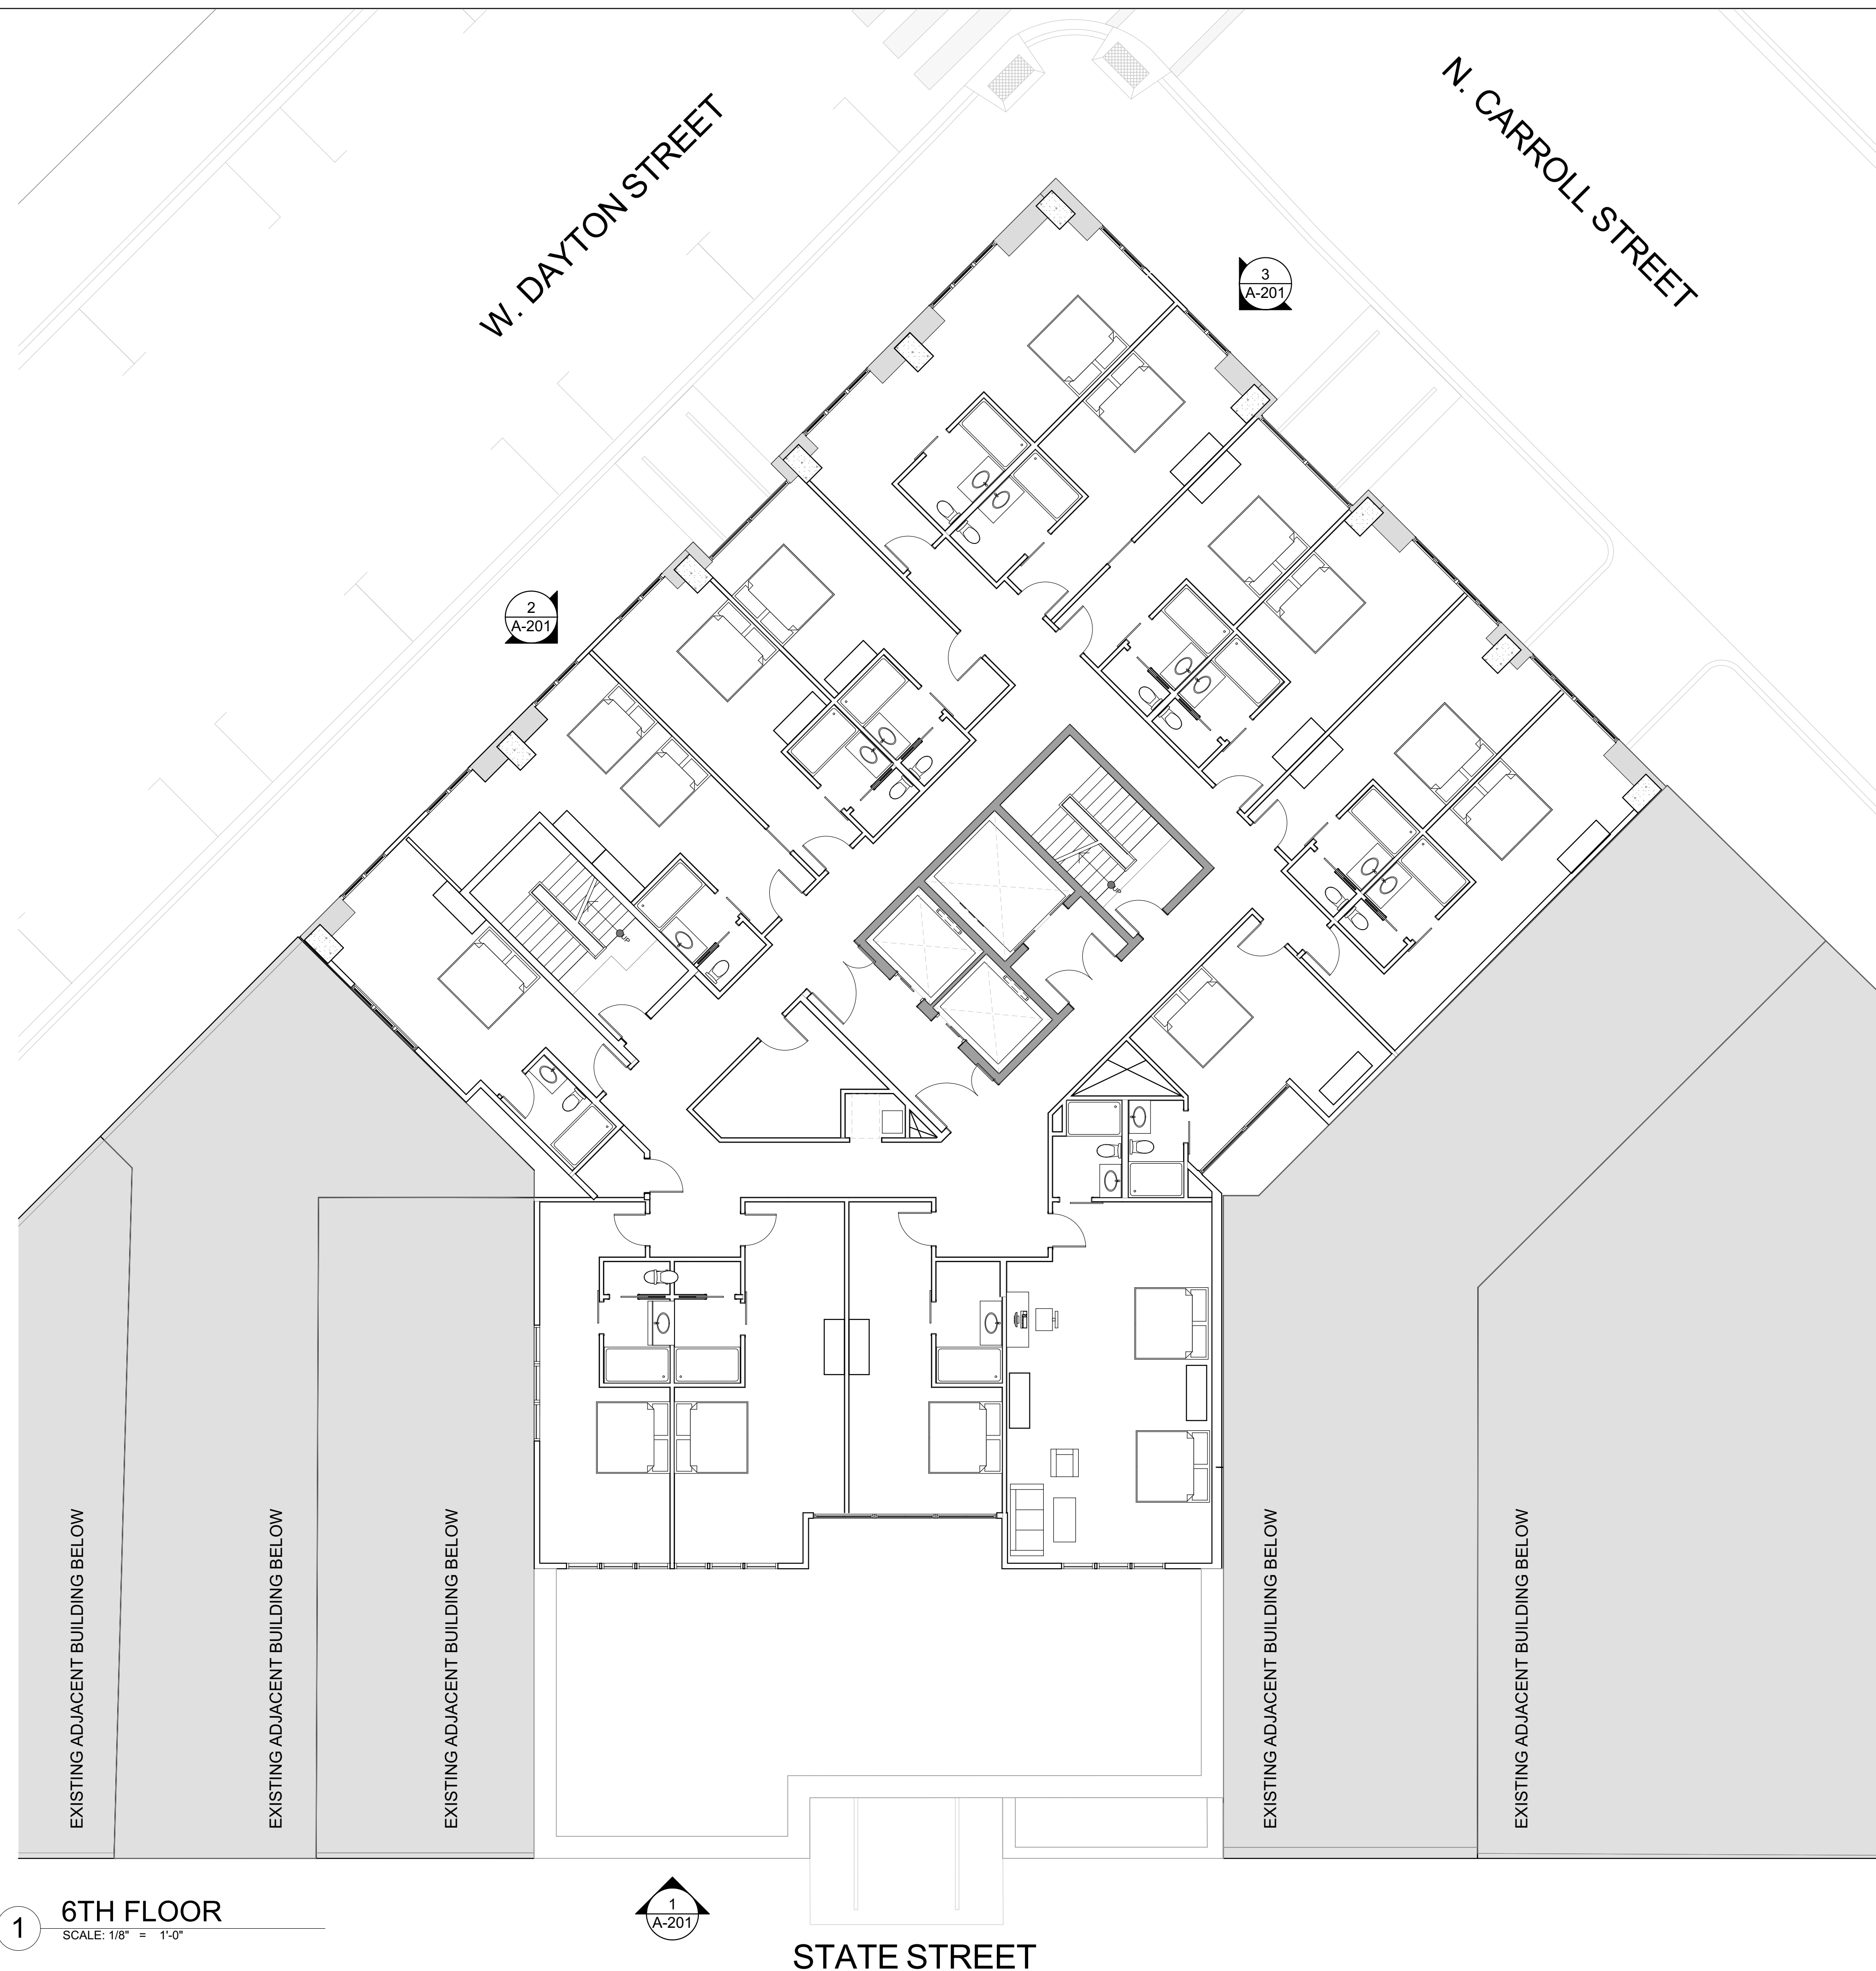 W. DAYTON STREET
N. CARROLL STREET
3
A-201
2
A-201
EXISTING ADJACENT BUILDING BELOW
EXISTING ADJACENT BUILDING BELOW
EXISTING ADJACENT BUILDING BELOW
EXISTING ADJACENT BUILDING BELOW
EXISTING ADJACENT BUILDING BELOW
1
6TH FLOOR
SCALE: 1/8" = 1'-0"
1
A-201
STATE STREET